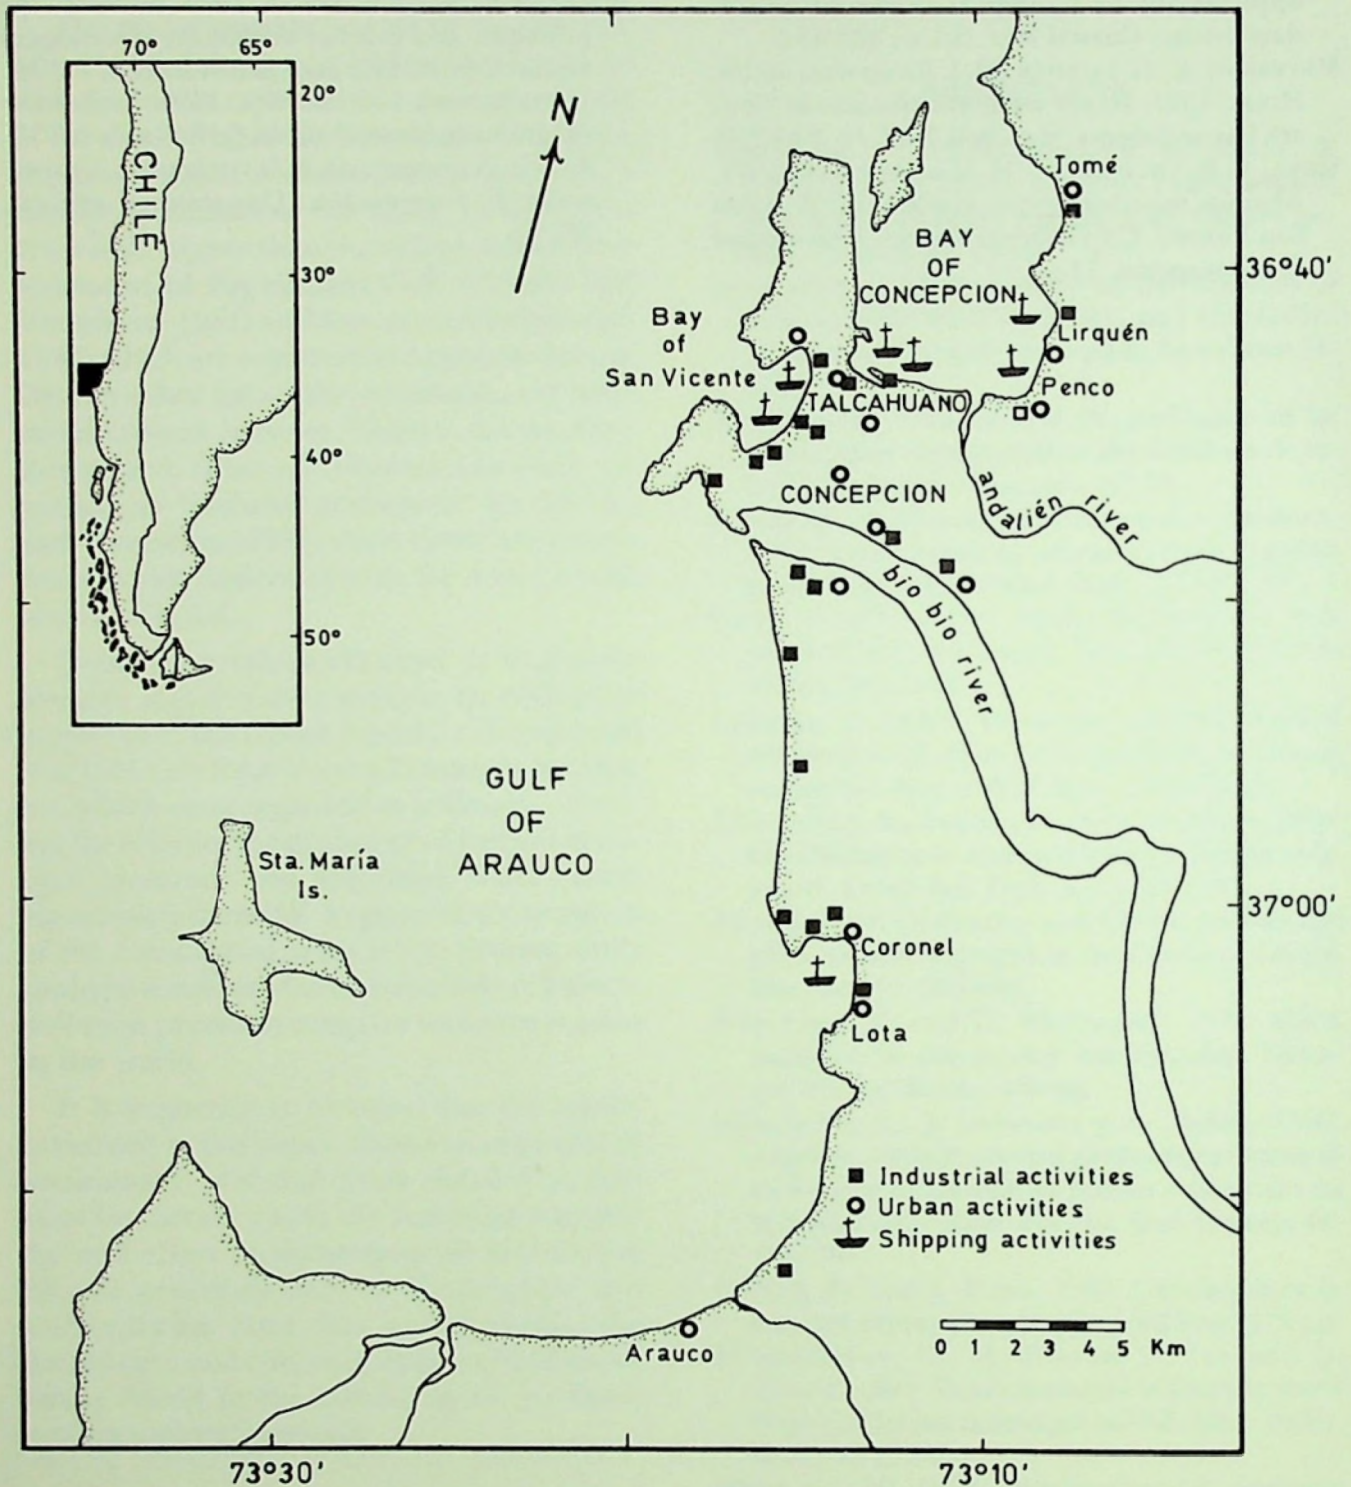 70° 65°
20°
30°
40°
50°
CHILE
N
Tomé
BAY
OF
CONCEPCION
36°40'
Bay
of
San Vicente
Lirquén
Penco
TALCAHUANO
CONCEPCION
andalién river
bio bio river
GULF
OF
ARAUCO
Sta. María
Is.
37°00'
Coronel
Lota
Industrial activities
Urban activities
Shipping activities
Arauco
0 1 2 3 4 5 Km
73°30' 73°10'